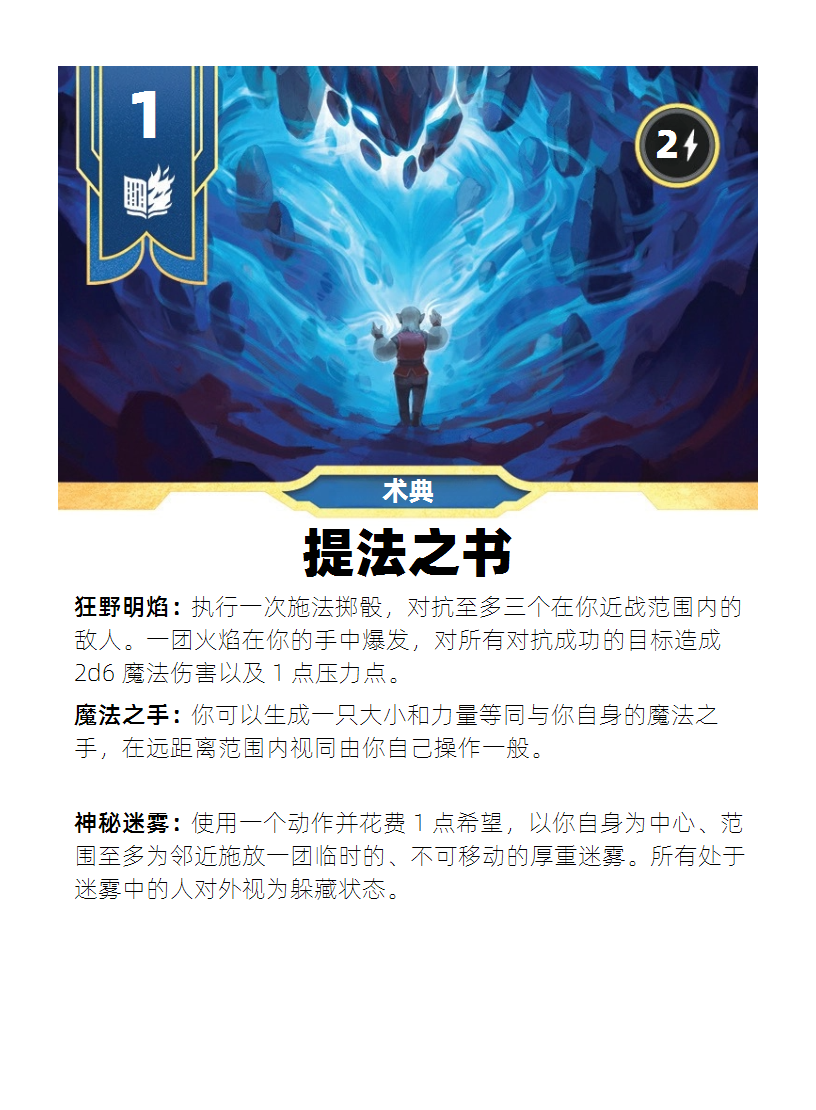 1
2
术典
提法之书
狂野明焰：执行一次施法掷骰，对抗至多三个在你近战范围内的
敌人。一团火焰在你的手中爆发，对所有对抗成功的目标造成
2d6 魔法伤害以及 1 点压力点。
魔法之手：你可以生成一只大小和力量等同与你自身的魔法之
手，在远距离范围内视同由你自己操作一般。
神秘迷雾：使用一个动作并花费 1 点希望，以你自身为中心、范
围至多为邻近施放一团临时的、不可移动的厚重迷雾。所有处于
迷雾中的人对外视为躲藏状态。